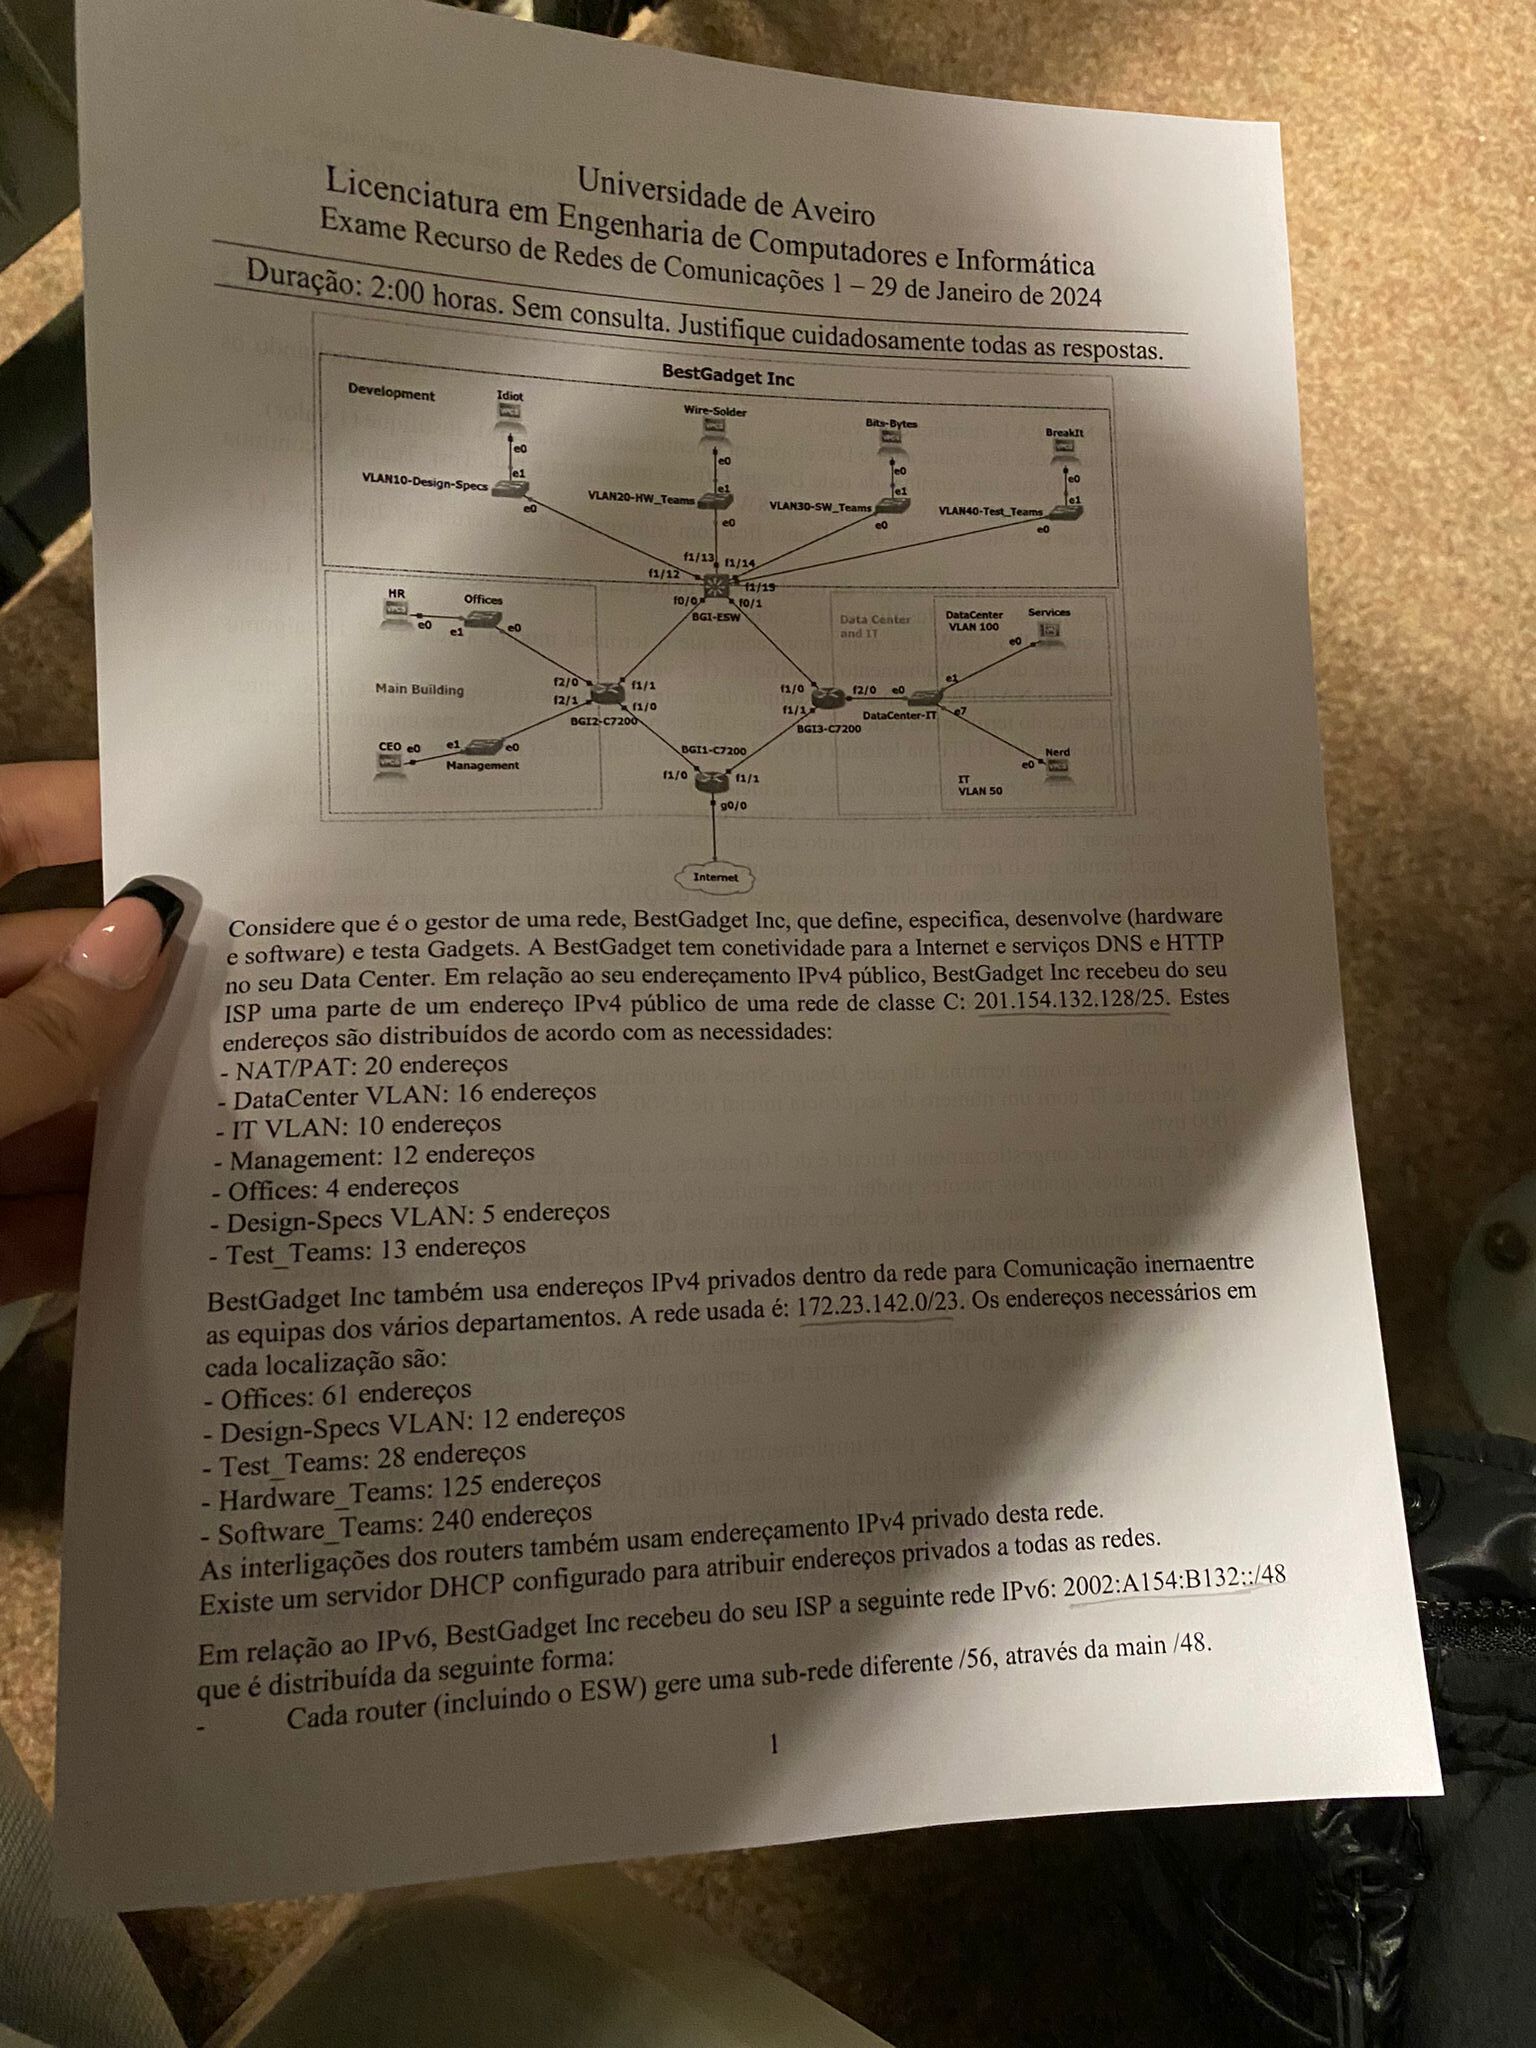 Universidade de Aveiro
Licenciatura em Engenharia de Computadores e Informática
Exame Recurso de Redes de Comunicações 1 – 29 de Janeiro de 2024
Duração: 2:00 horas. Sem consulta. Justifique cuidadosamente todas as respostas.
BestGadget Inc
Development
Idiot
Wire-Solder
Bits-Bytes
BreakIt
e0
e0
e0
e0
e1
e1
e1
e1
VLAN10-Design-Specs
VLAN20-HW_Teams
VLAN30-SW_Teams
VLAN40-Test_Teams
e0
e0
e0
e0
f1/12
f1/13
f1/14
f1/15
f0/0
f0/1
BGI-ESW
HR
e0
Offices
e1
e0
Main Building
f2/0
f1/1
f2/1
f1/0
BGI2-C7200
CEO
e0
e1
e0
Management
Data Center
and IT
DataCenter
VLAN 100
Services
e0
f1/0
f2/0
e0
e1
f1/1
BGI3-C7200
DataCenter-IT
e7
Nerd
e0
IT
VLAN 50
BGI1-C7200
f1/0
f1/1
g0/0
Internet
Considere que é o gestor de uma rede, BestGadget Inc, que define, especifica, desenvolve (hardware
e software) e testa Gadgets. A BestGadget tem conetividade para a Internet e serviços DNS e HTTP
no seu Data Center. Em relação ao seu endereçamento IPv4 público, BestGadget Inc recebeu do seu
ISP uma parte de um endereço IPv4 público de uma rede de classe C: 201.154.132.128/25. Estes
endereços são distribuídos de acordo com as necessidades:
- NAT/PAT: 20 endereços
- DataCenter VLAN: 16 endereços
- IT VLAN: 10 endereços
- Management: 12 endereços
- Offices: 4 endereços
- Design-Specs VLAN: 5 endereços
- Test_Teams: 13 endereços
BestGadget Inc também usa endereços IPv4 privados dentro da rede para Comunicação inernaentre
as equipas dos vários departamentos. A rede usada é: 172.23.142.0/23. Os endereços necessários em
cada localização são:
- Offices: 61 endereços
- Design-Specs VLAN: 12 endereços
- Test_Teams: 28 endereços
- Hardware_Teams: 125 endereços
- Software_Teams: 240 endereços
As interligações dos routers também usam endereçamento IPv4 privado desta rede.
Existe um servidor DHCP configurado para atribuir endereços privados a todas as redes.
Em relação ao IPv6, BestGadget Inc recebeu do seu ISP a seguinte rede IPv6: 2002:A154:B132::/48
que é distribuída da seguinte forma:
- Cada router (incluindo o ESW) gere uma sub-rede diferente /56, através da main /48.
1